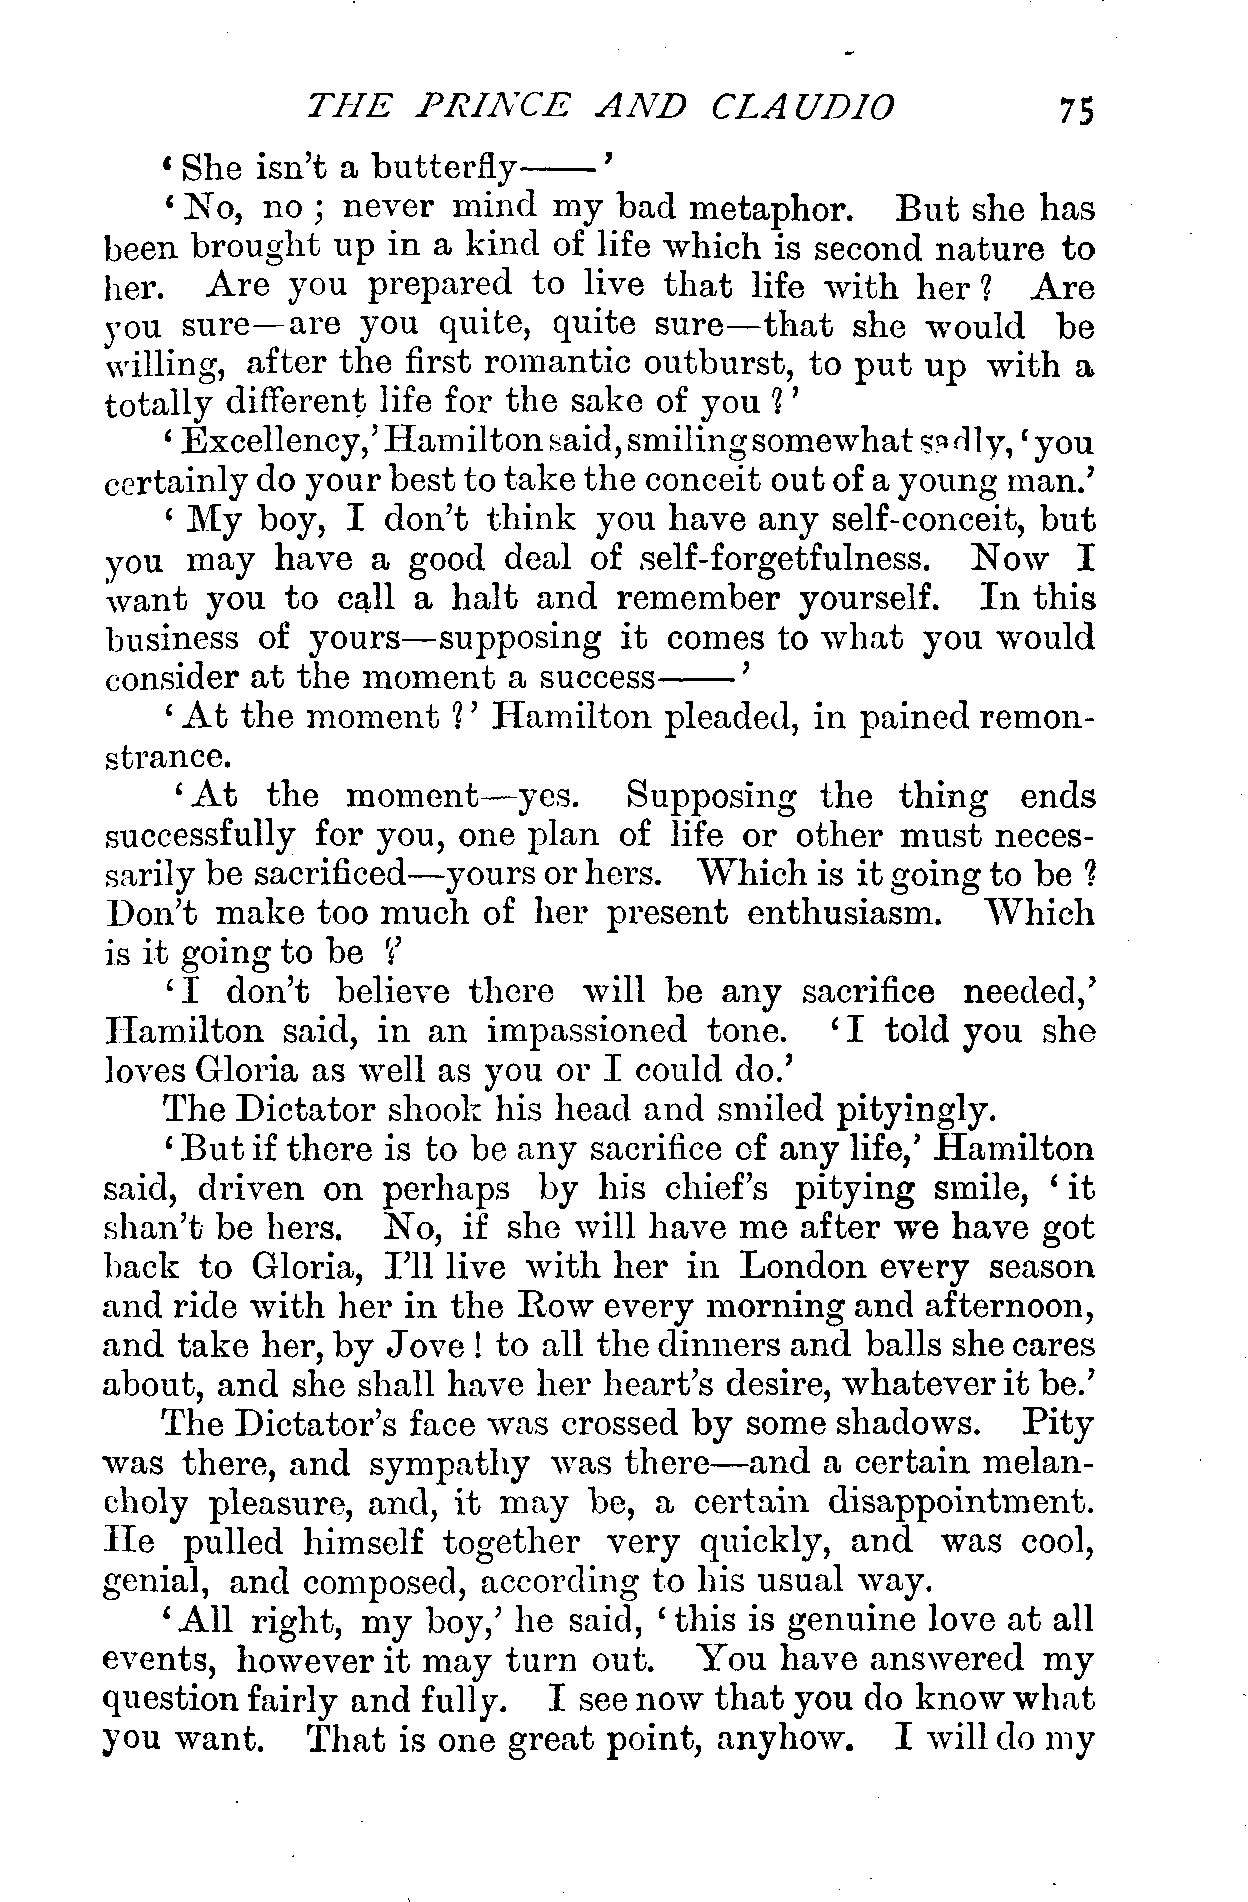 THE PRINCE AND CLAUDIO 75
‘She isn’t a butterfly——’
‘No, no; never mind my bad metaphor. But she has
been brought up in a kind of life which is second nature to
her. Are you prepared to live that life with her? Are
you sure—are you quite, quite sure—that she would be
willing, after the first romantic outburst, to put up with a
totally different life for the sake of you?’
‘Excellency,’ Hamilton said, smiling somewhat sadly, ‘you
certainly do your best to take the conceit out of a young man.’
‘My boy, I don’t think you have any self-conceit, but
you may have a good deal of self-forgetfulness. Now I
want you to call a halt and remember yourself. In this
business of yours—supposing it comes to what you would
consider at the moment a success——’
‘At the moment?’ Hamilton pleaded, in pained remon-
strance.
‘At the moment—yes. Supposing the thing ends
successfully for you, one plan of life or other must neces-
sarily be sacrificed—yours or hers. Which is it going to be?
Don’t make too much of her present enthusiasm. Which
is it going to be?’
‘I don’t believe there will be any sacrifice needed,’
Hamilton said, in an impassioned tone. ‘I told you she
loves Gloria as well as you or I could do.’
The Dictator shook his head and smiled pityingly.
‘But if there is to be any sacrifice of any life,’ Hamilton
said, driven on perhaps by his chief’s pitying smile, ‘it
shan’t be hers. No, if she will have me after we have got
back to Gloria, I’ll live with her in London every season
and ride with her in the Row every morning and afternoon,
and take her, by Jove! to all the dinners and balls she cares
about, and she shall have her heart’s desire, whatever it be.’
The Dictator’s face was crossed by some shadows. Pity
was there, and sympathy was there—and a certain melan-
choly pleasure, and, it may be, a certain disappointment.
He pulled himself together very quickly, and was cool,
genial, and composed, according to his usual way.
‘All right, my boy,’ he said, ‘this is genuine love at all
events, however it may turn out. You have answered my
question fairly and fully. I see now that you do know what
you want. That is one great point, anyhow. I will do my